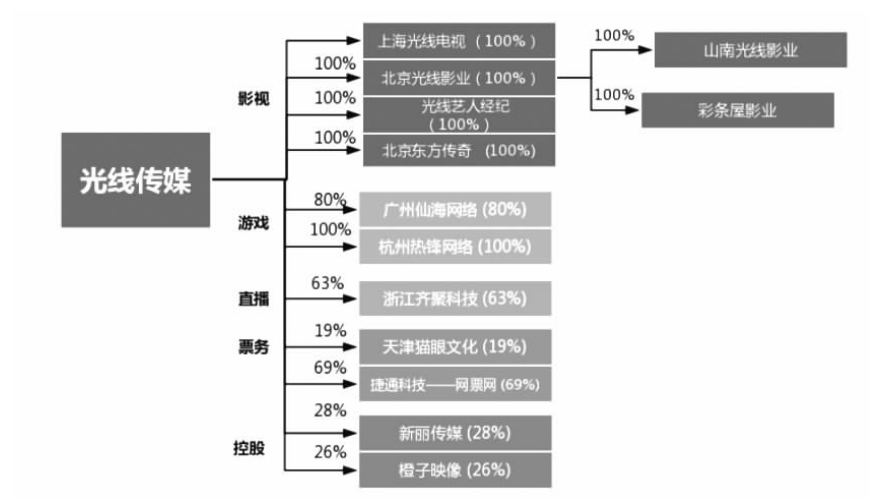 光线传媒
影视
100%
100%
100%
上海光线电视 （100%）
北京光线影业（100%）
光线艺人经纪
（100%）
北京东方传奇 (100%)
100%
山南光线影业
100%
彩条屋影业
游戏
80%
广州仙海网络 (80%)
100%
杭州热锋网络 (100%)
直播
63%
浙江齐聚科技 (63%)
票务
19%
天津猫眼文化 (19%)
69%
捷通科技——网票网 (69%)
控股
28%
新丽传媒 (28%)
26%
橙子映像 (26%)